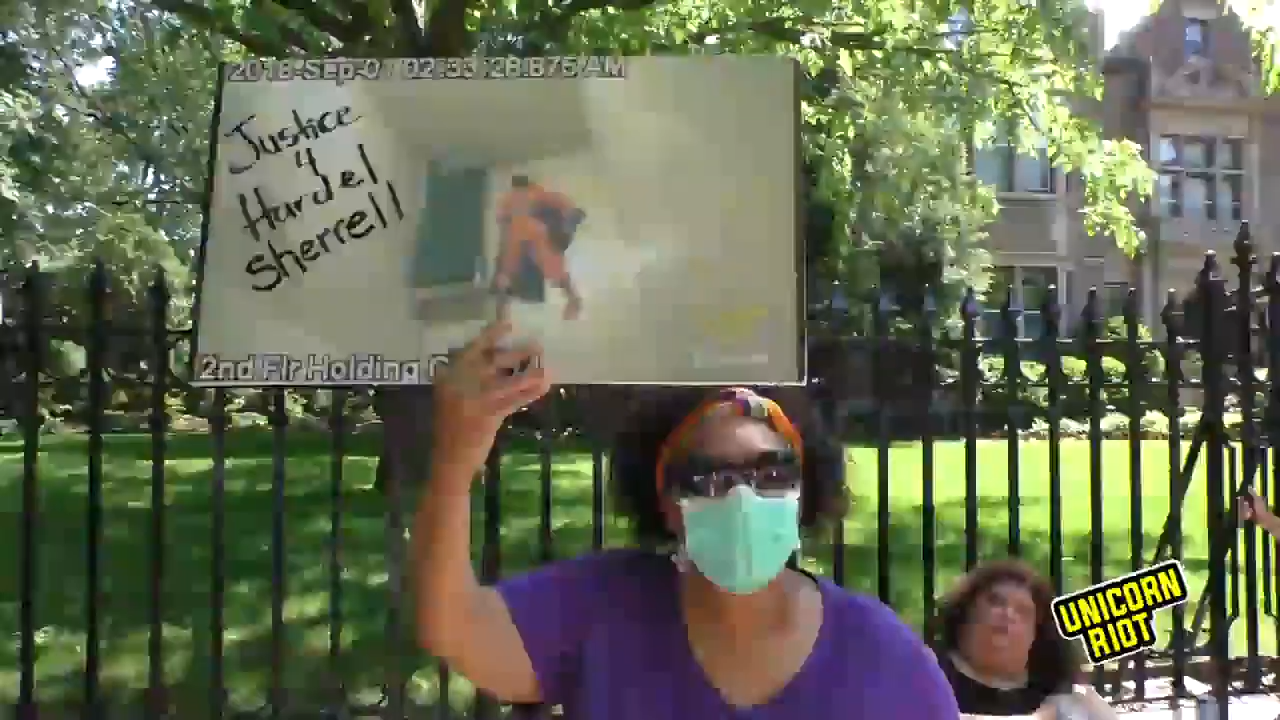 2018-Sep-0 02:33:28.875 AM
Justice
4
Hardel
Sherrell
2nd Flr Holding
UNICORN
RIOT